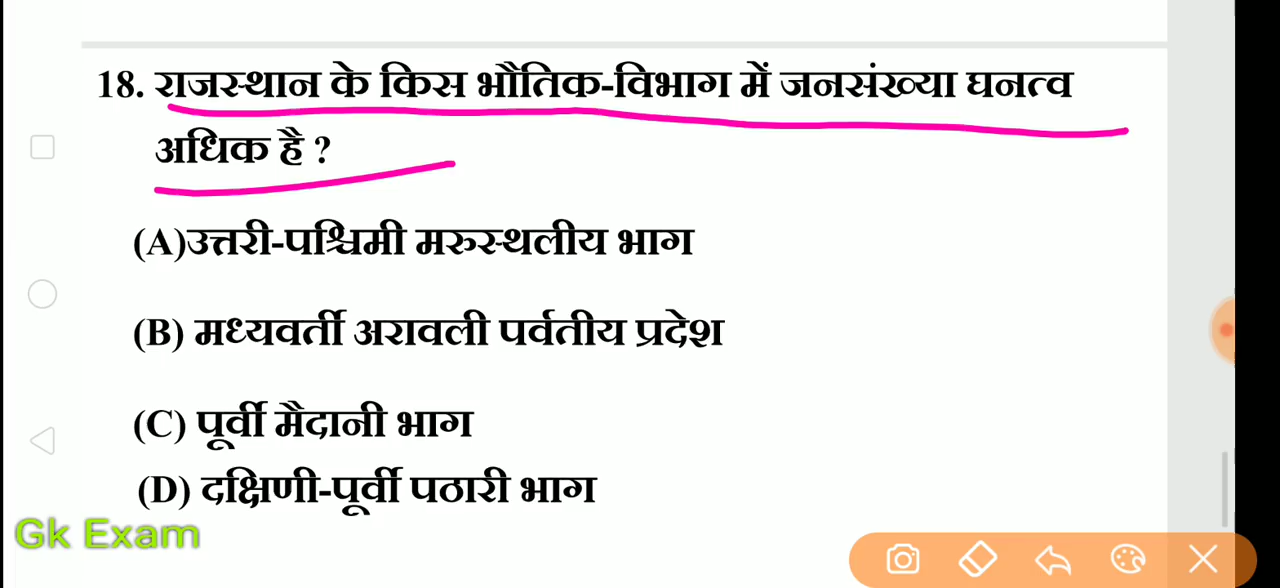 18. राजस्थान के किस भौतिक-विभाग में जनसंख्या घनत्व
अधिक है ?
(A)उत्तरी-पश्चिमी मरुस्थलीय भाग
(B) मध्यवर्ती अरावली पर्वतीय प्रदेश
(C) पूर्वी मैदानी भाग
(D) दक्षिणी-पूर्वी पठारी भाग
Gk Exam